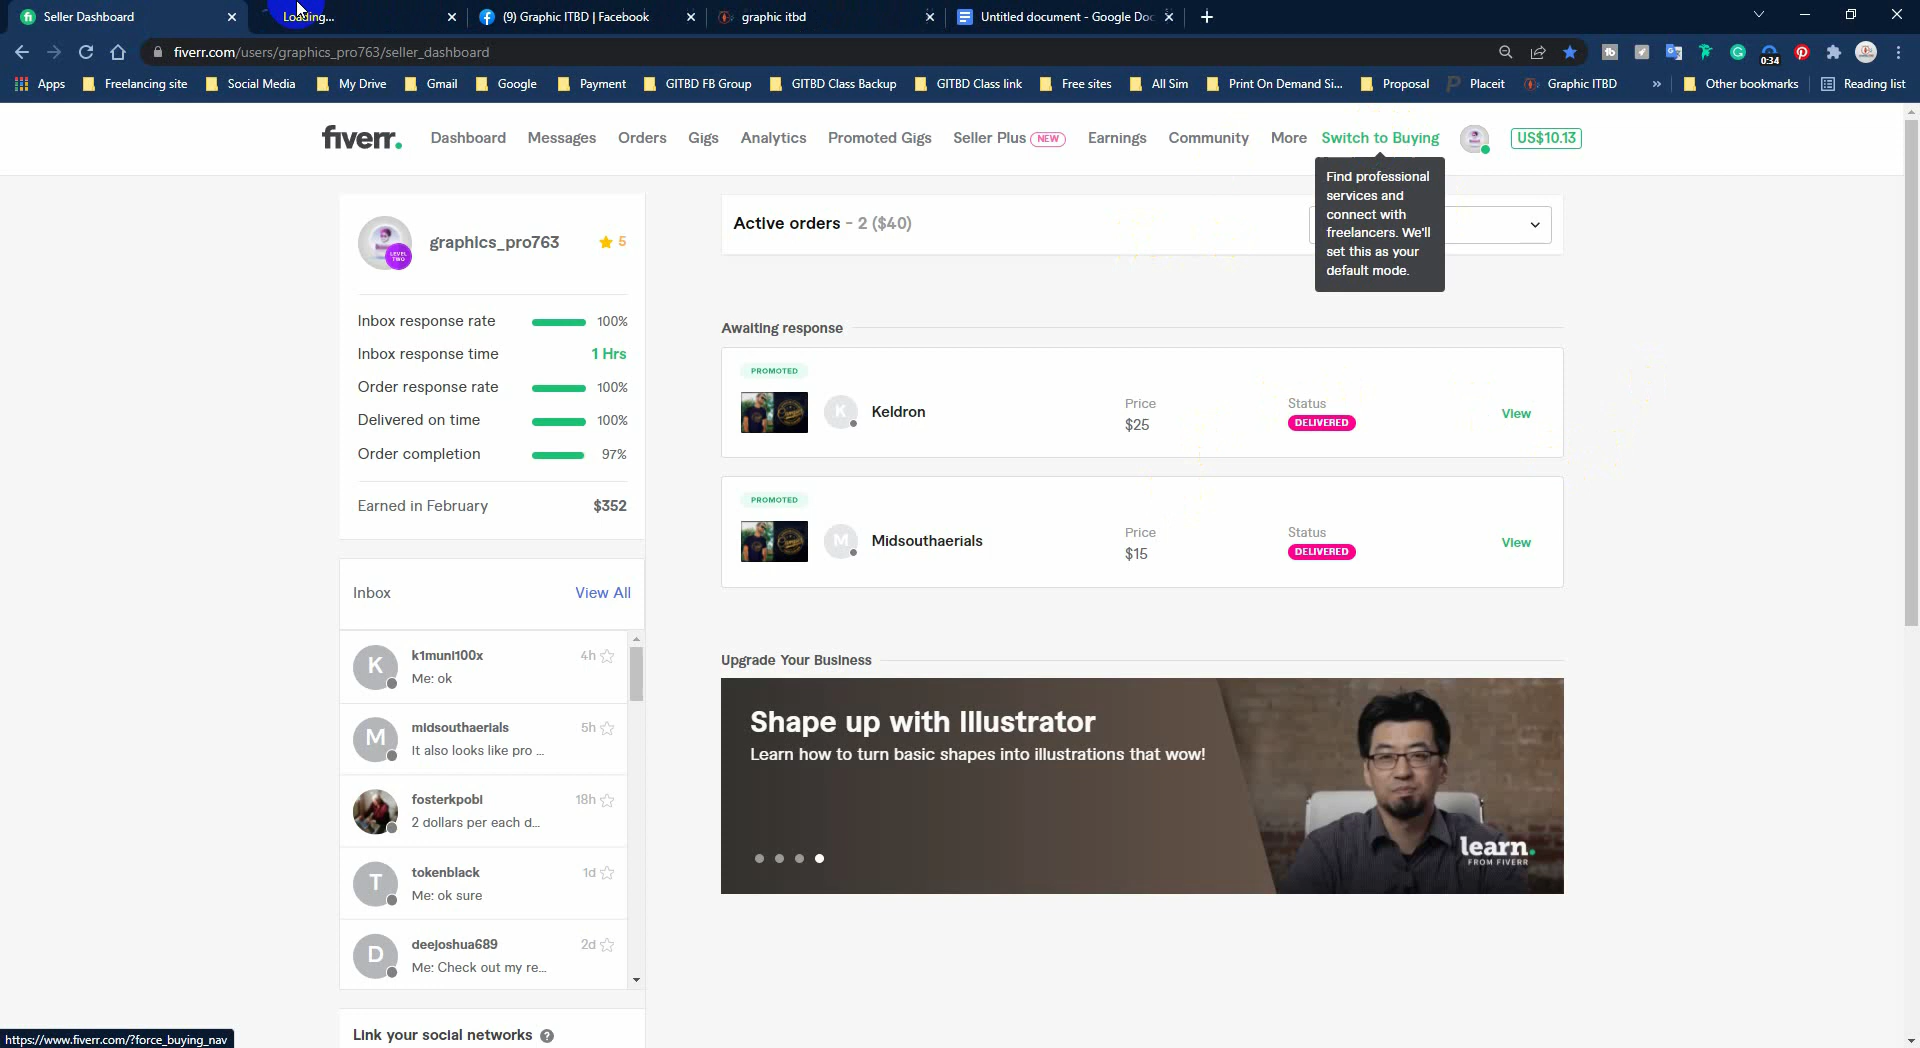 Seller Dashboard
Loading...
(9) Graphic ITBD | Facebook
graphic itbd
Untitled document - Google Doc
fiverr.com/users/graphics_pro763/seller_dashboard
0:34
Apps
Freelancing site
Social Media
My Drive
Gmail
Google
Payment
GITBD FB Group
GITBD Class Backup
GITBD Class link
Free sites
All Sim
Print On Demand Si...
Proposal
Placeit
Graphic ITBD
»
Other bookmarks
Reading list
fiverr.
Dashboard
Messages
Orders
Gigs
Analytics
Promoted Gigs
Seller Plus NEW
Earnings
Community
More
Switch to Buying
US$10.13
Find professional
services and
connect with
freelancers. We'll
set this as your
default mode.
graphics_pro763
5
LEVEL
TWO
Inbox response rate 100%
Inbox response time 1 Hrs
Order response rate 100%
Delivered on time 100%
Order completion 97%
Earned in February $352
Active orders - 2 ($40)
Awaiting response
PROMOTED
K
Keldron
Price
$25
Status
DELIVERED
View
PROMOTED
M
Midsouthaerials
Price
$15
Status
DELIVERED
View
Inbox
View All
K
k1muni100x
4h
Me: ok
M
midsouthaerials
5h
It also looks like pro ...
fosterkpobi
18h
2 dollars per each d...
T
tokenblack
1d
Me: ok sure
D
deejoshua689
2d
Me: Check out my re...
Link your social networks ?
Upgrade Your Business
Shape up with Illustrator
Learn how to turn basic shapes into illustrations that wow!
learn.
FROM FIVERR
https://www.fiverr.com/?force_buying_nav